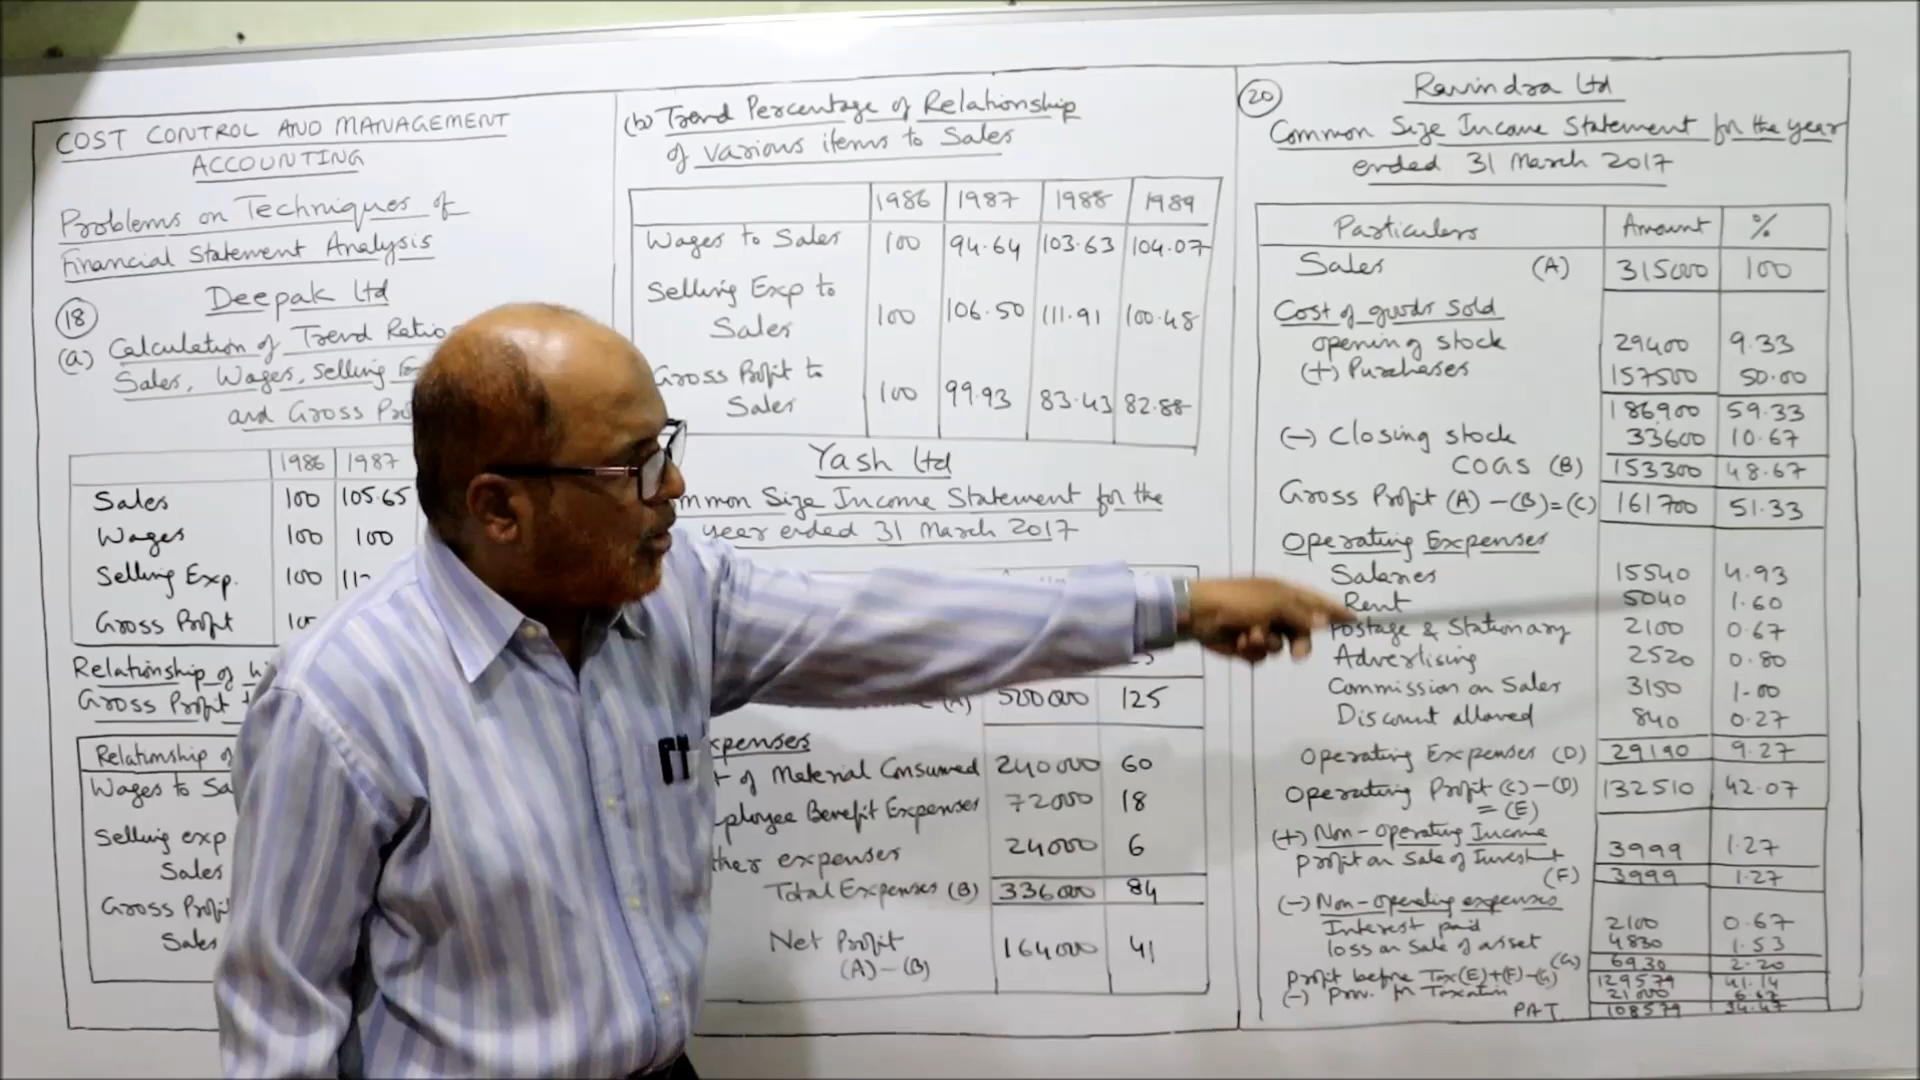 COST CONTROL AND MANAGEMENT
ACCOUNTING
Problems on Techniques of
Financial Statement Analysis
18 Deepak Ltd
(a) Calculation of Trend Ratio
Sales, Wages, Selling
and Gross
1986 1987
Sales 100 105.65
Wages 100 100
Selling Exp. 100
Gross Profit
Relationship of
Gross Profit
Relationship of
Wages to
Selling exp
Sales
Gross Profit
Sales
(b) Trend Percentage of Relationship
of various items to Sales
1986 1987 1988 1989
Wages to Sales 100 94.64 103.63 104.07
Selling Exp to
Sales 100 106.50 111.91 100.48
Gross Profit to
Sales 100 99.93 83.43 82.88
Yash Ltd
Size Income Statement for the
year ended 31 March 2017
(A) 500000 125
of Material Consumed 240000 60
Benefit Expenses 72000 18
expenses 24000 6
Total Expenses (B) 336000 84
Net Profit 164000 41
(A)-(B)
20 Ravindra Ltd
Common Size Income Statement for the year
ended 31 March 2017
Particulars Amount %
Sales (A) 315000 100
Cost of goods sold
opening stock 29400 9.33
(+) Purchases 157500 50.00
186900 59.33
(-) Closing stock 33600 10.67
COGS (B) 153300 48.67
Gross Profit (A)-(B)=(C) 161700 51.33
Operating Expenses
Salaries 15540 4.93
Rent 5040 1.60
Postage & Stationary 2100 0.67
Advertising 2520 0.80
Commission on Sales 3150 1.00
Discount allowed 840 0.27
Operating Expenses (D) 29190 9.27
Operating Profit (C)-(D) 132510 42.07
= (E)
(+) Non-operating Income
profit on Sale of Investment 3999 1.27
(F) 3999 1.27
(-) Non-operating expenses
Interest paid 2100 0.67
loss on Sale of asset 4830 1.53
(G) 6930 2.20
Profit before Tax (E)+(F)-(G) 129579 41.14
(-) Prov. for Taxation 21000 6.67
PAT 108579 34.47